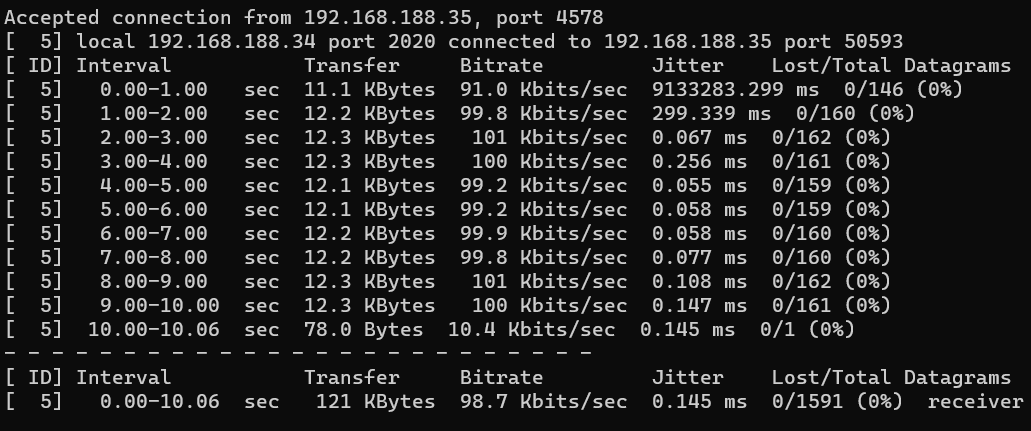 Accepted connection from 192.168.188.35, port 4578
[  5] local 192.168.188.34 port 2020 connected to 192.168.188.35 port 50593
[ ID] Interval           Transfer     Bitrate         Jitter    Lost/Total Datagrams
[  5]   0.00-1.00   sec  11.1 KBytes  91.0 Kbits/sec  9133283.299 ms  0/146 (0%)
[  5]   1.00-2.00   sec  12.2 KBytes  99.8 Kbits/sec  299.339 ms  0/160 (0%)
[  5]   2.00-3.00   sec  12.3 KBytes   101 Kbits/sec  0.067 ms  0/162 (0%)
[  5]   3.00-4.00   sec  12.3 KBytes   100 Kbits/sec  0.256 ms  0/161 (0%)
[  5]   4.00-5.00   sec  12.1 KBytes  99.2 Kbits/sec  0.055 ms  0/159 (0%)
[  5]   5.00-6.00   sec  12.1 KBytes  99.2 Kbits/sec  0.058 ms  0/159 (0%)
[  5]   6.00-7.00   sec  12.2 KBytes  99.9 Kbits/sec  0.058 ms  0/160 (0%)
[  5]   7.00-8.00   sec  12.2 KBytes  99.8 Kbits/sec  0.077 ms  0/160 (0%)
[  5]   8.00-9.00   sec  12.3 KBytes   101 Kbits/sec  0.108 ms  0/162 (0%)
[  5]   9.00-10.00  sec  12.3 KBytes   100 Kbits/sec  0.147 ms  0/161 (0%)
[  5]  10.00-10.06  sec  78.0 Bytes  10.4 Kbits/sec  0.145 ms  0/1 (0%)
- - - - - - - - - - - - - - - - - - - - - - - - -
[ ID] Interval           Transfer     Bitrate         Jitter    Lost/Total Datagrams
[  5]   0.00-10.06  sec   121 KBytes  98.7 Kbits/sec  0.145 ms  0/1591 (0%)  receiver